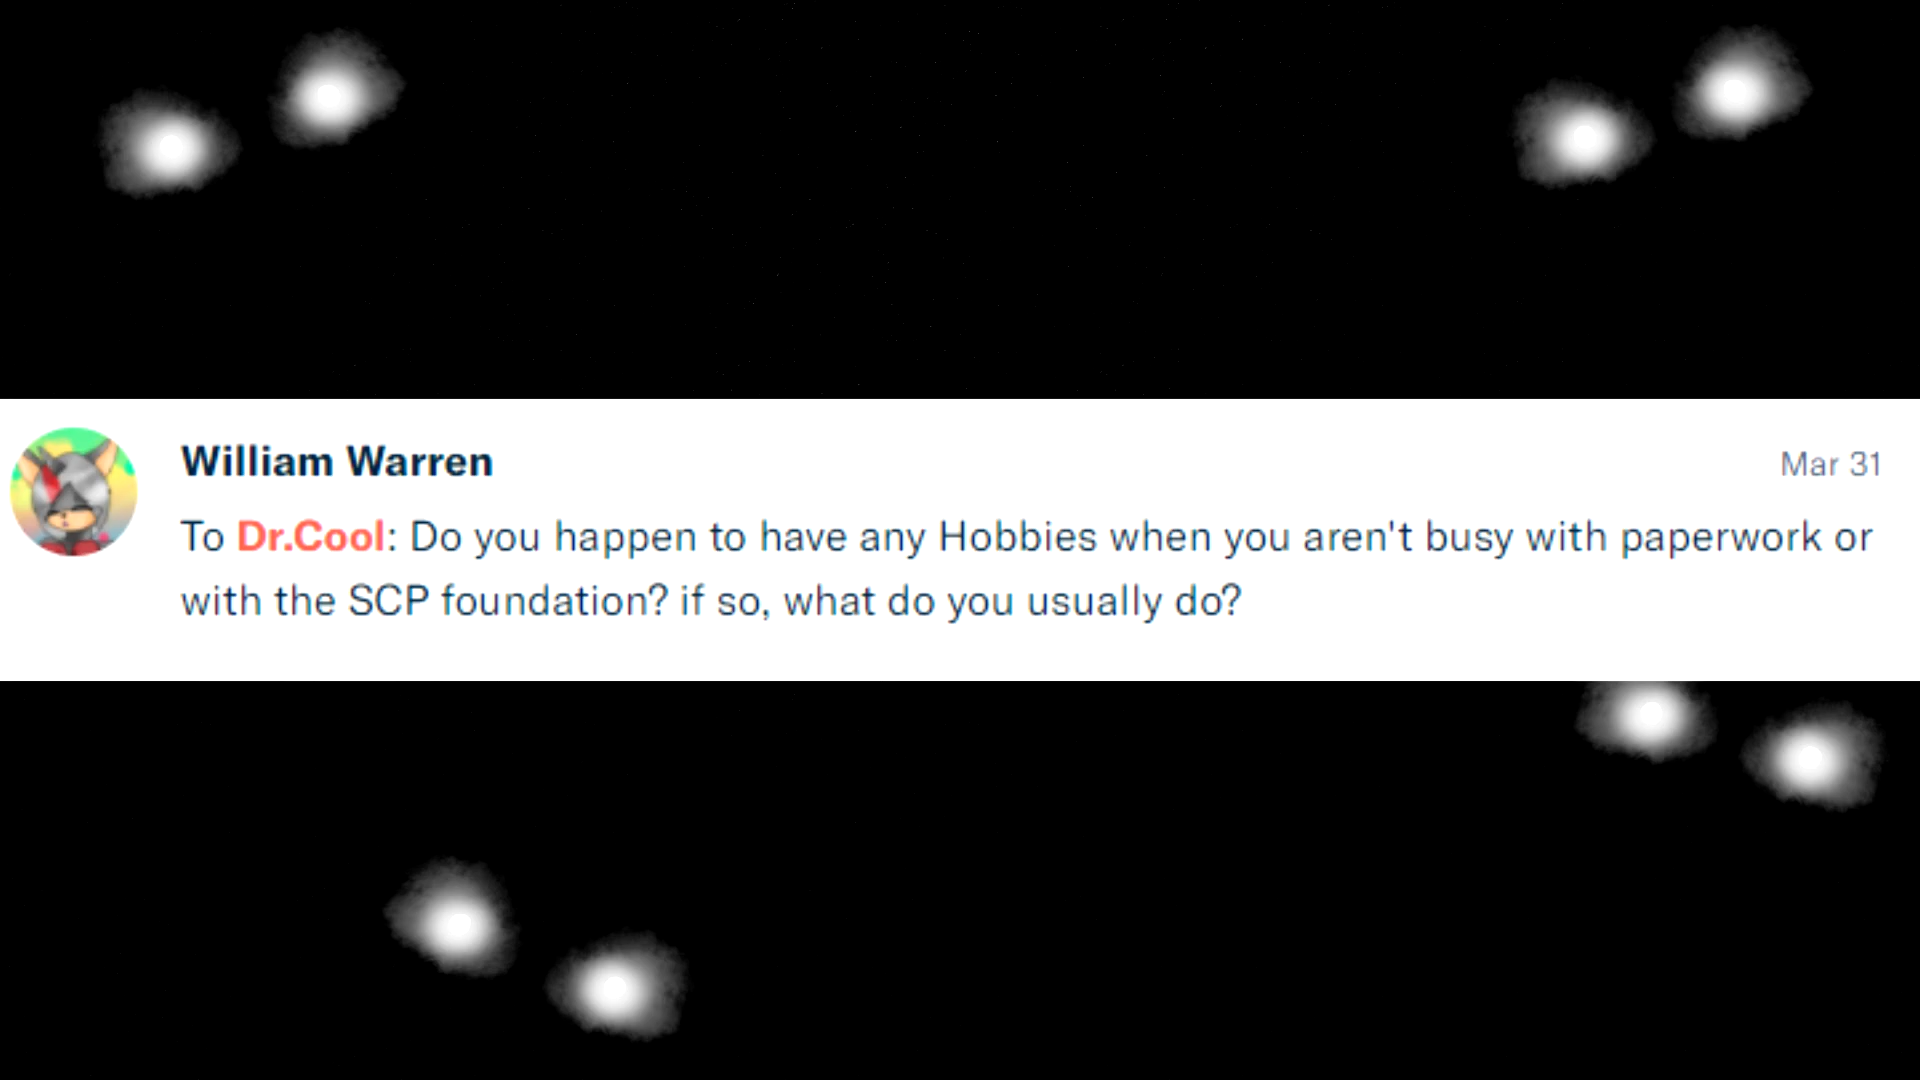 William Warren
Mar 31
To Dr.Cool: Do you happen to have any Hobbies when you aren't busy with paperwork or
with the SCP foundation? if so, what do you usually do?